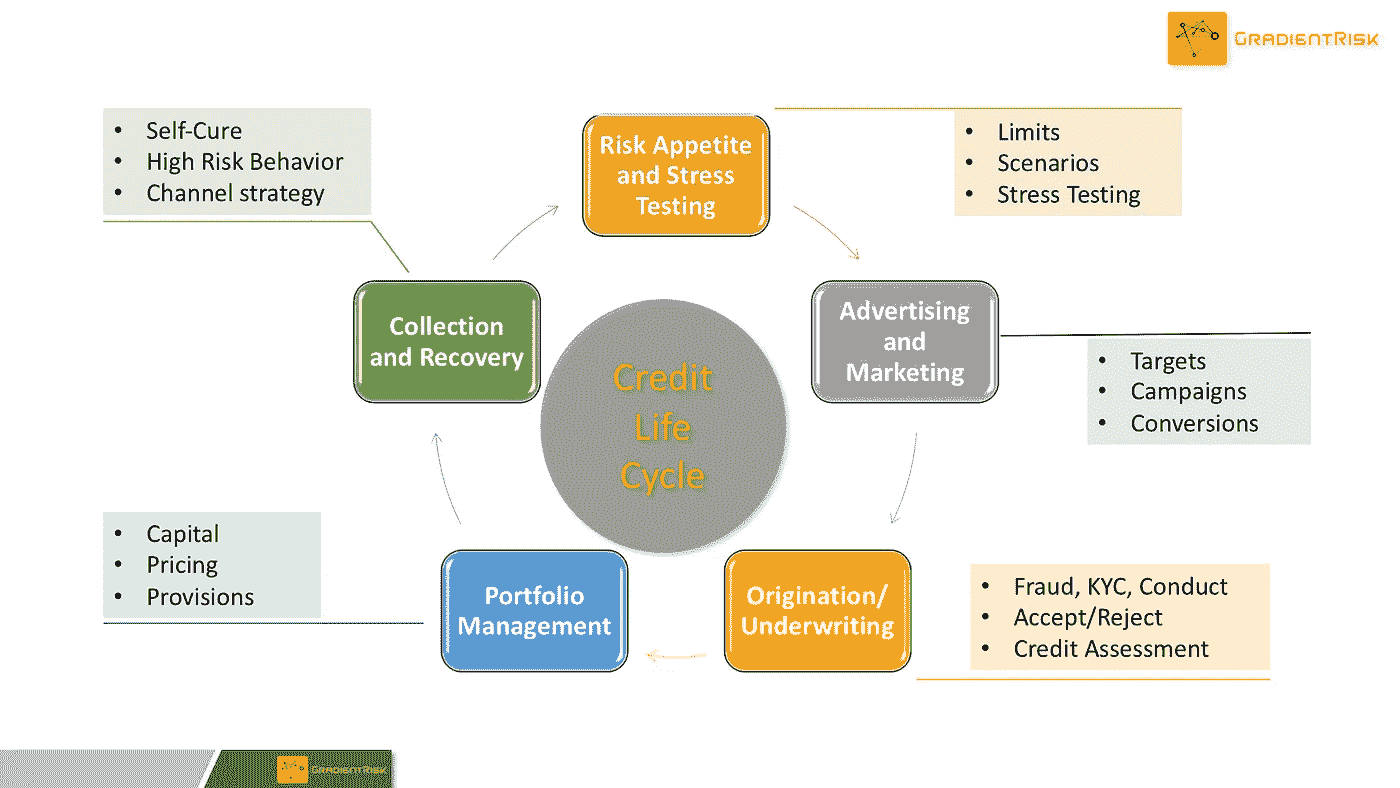 GRADIENTRISK
• Self-Cure
• High Risk Behavior
• Channel strategy
Risk Appetite
and Stress
Testing
• Limits
• Scenarios
• Stress Testing
Collection
and Recovery
Advertising
and
Marketing
• Targets
• Campaigns
• Conversions
Credit
Life
Cycle
• Capital
• Pricing
• Provisions
Portfolio
Management
Origination/
Underwriting
• Fraud, KYC, Conduct
• Accept/Reject
• Credit Assessment
GRADIENTRISK